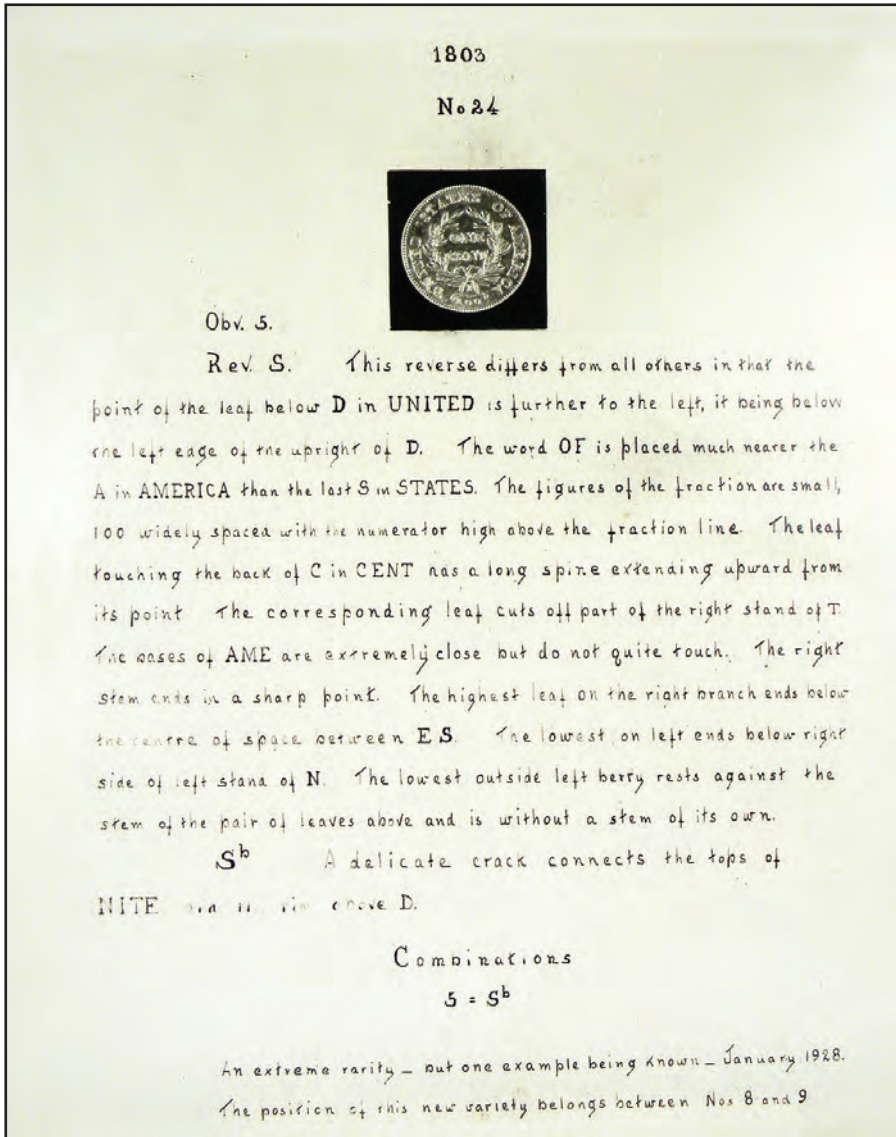 1803
No 24
UNITED STATES OF AMERICA
ONE
CENT
Obv. 5.
Rev. S. This reverse differs from all others in that the
point of the leaf below D in UNITED is further to the left, it being below
the left edge of the upright of D. The word OF is placed much nearer the
A in AMERICA than the last S in STATES. The figures of the fraction are small,
100 widely spaced with the numerator high above the fraction line. The leaf
touching the back of C in CENT has a long spine extending upward from
its point The corresponding leaf cuts off part of the right stand of T.
The bases of AME are extremely close but do not quite touch. The right
stem ends in a sharp point. The highest leaf on the right branch ends below
the centre of space between E S. The lowest on left ends below right
side of left stand of N. The lowest outside left berry rests against the
stem of the pair of leaves above and is without a stem of its own.
S^b A delicate crack connects the tops of
NITE above D.
Combinations
5 = S^b
An extreme rarity _ but one example being known _ January 1928.
The position of this new variety belongs between Nos 8 and 9